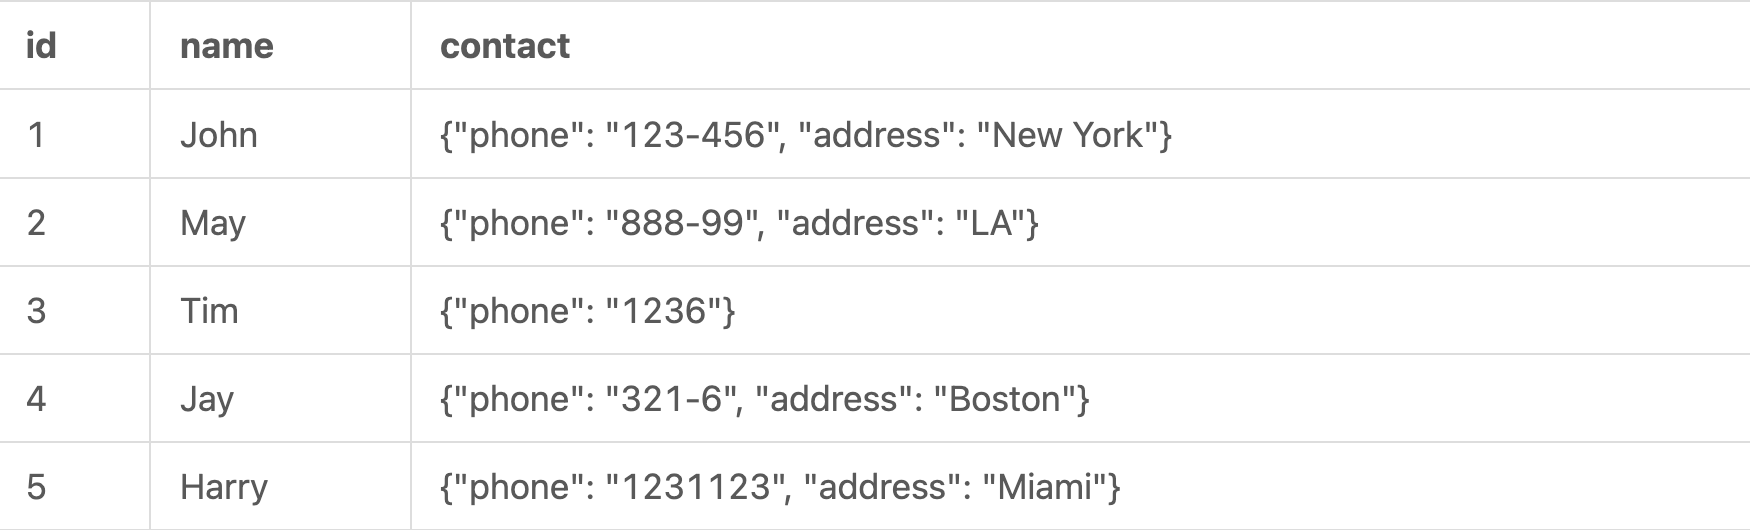 id name contact
1 John {"phone": "123-456", "address": "New York"}
2 May {"phone": "888-99", "address": "LA"}
3 Tim {"phone": "1236"}
4 Jay {"phone": "321-6", "address": "Boston"}
5 Harry {"phone": "1231123", "address": "Miami"}